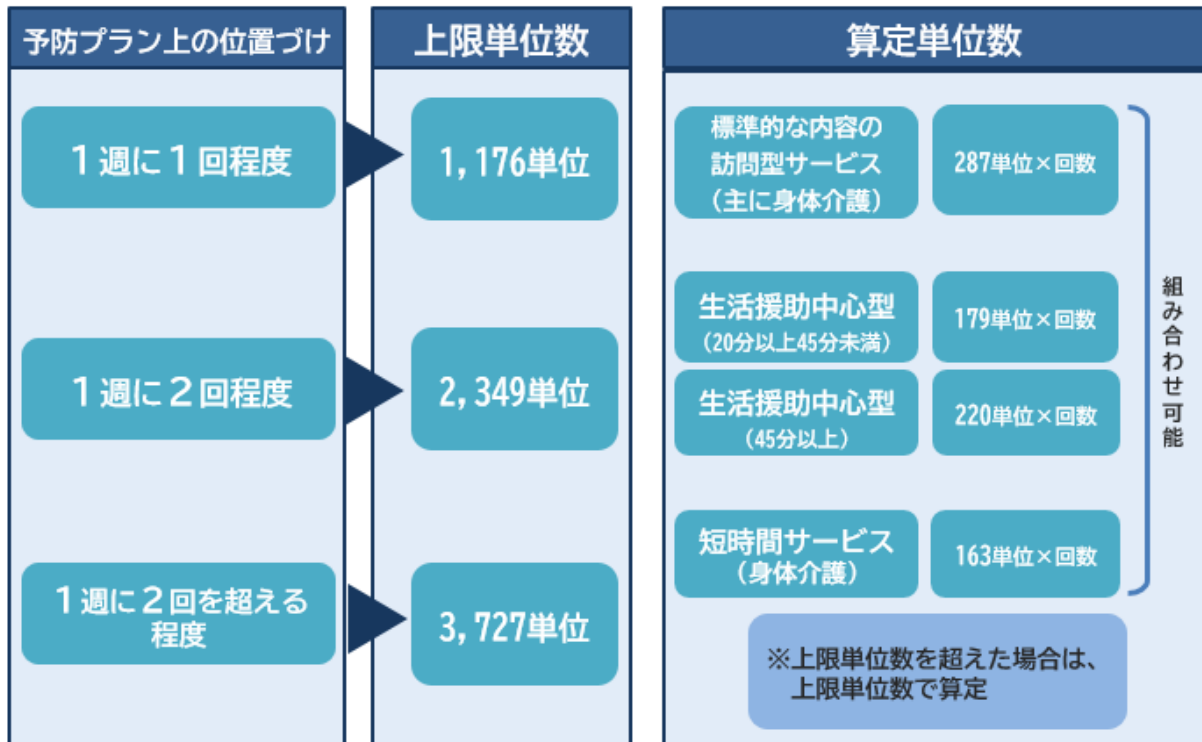 予防プラン上の位置づけ
１週に１回程度
１週に２回程度
１週に２回を超える
程度
上限単位数
1,176単位
2,349単位
3,727単位
算定単位数
標準的な内容の
訪問型サービス
（主に身体介護）
287単位×回数
生活援助中心型
（20分以上45分未満）
179単位×回数
生活援助中心型
（45分以上）
220単位×回数
短時間サービス
（身体介護）
163単位×回数
組み合わせ可能
※上限単位数を超えた場合は、
上限単位数で算定